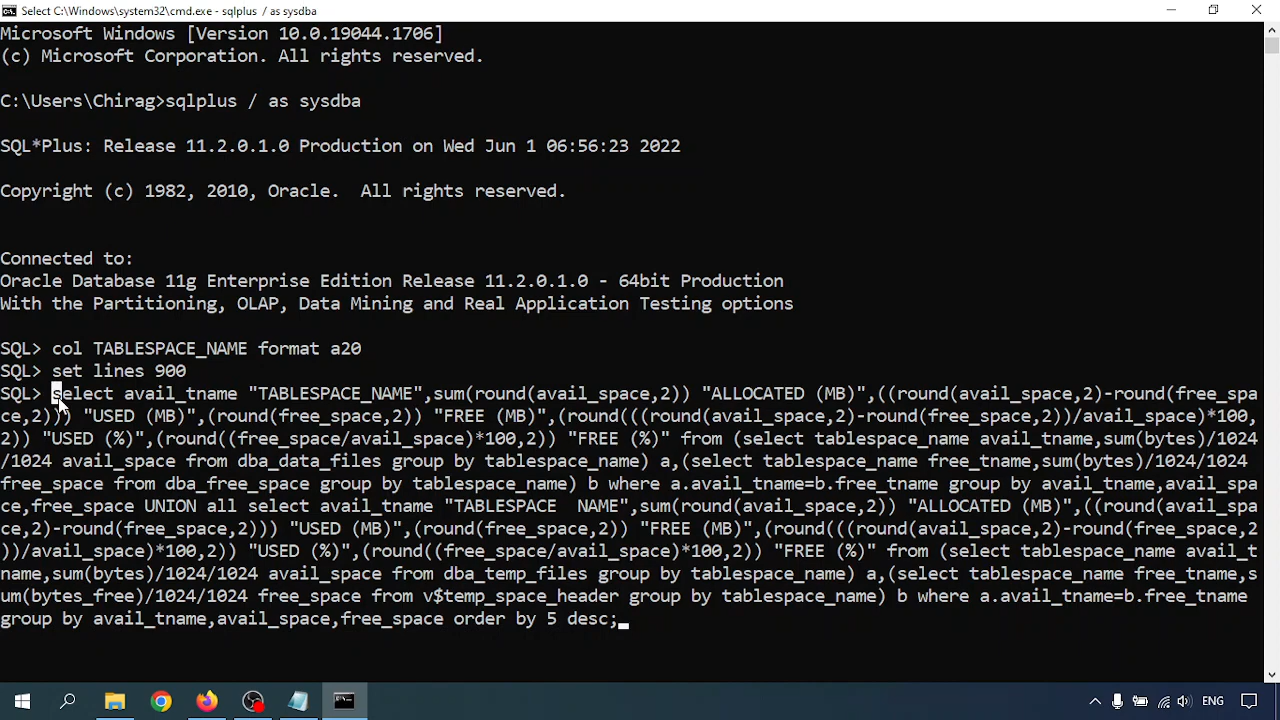 Select C:\Windows\system32\cmd.exe - sqlplus / as sysdba
Microsoft Windows [Version 10.0.19044.1706]
(c) Microsoft Corporation. All rights reserved.
C:\Users\Chirag>sqlplus / as sysdba
SQL*Plus: Release 11.2.0.1.0 Production on Wed Jun 1 06:56:23 2022
Copyright (c) 1982, 2010, Oracle.  All rights reserved.
Connected to:
Oracle Database 11g Enterprise Edition Release 11.2.0.1.0 - 64bit Production
With the Partitioning, OLAP, Data Mining and Real Application Testing options
SQL> col TABLESPACE_NAME format a20
SQL> set lines 900
SQL> select avail_tname "TABLESPACE_NAME",sum(round(avail_space,2)) "ALLOCATED (MB)",((round(avail_space,2)-round(free_spa
ce,2))) "USED (MB)",(round(free_space,2)) "FREE (MB)",(round(((round(avail_space,2)-round(free_space,2))/avail_space)*100,
2)) "USED (%)",(round((free_space/avail_space)*100,2)) "FREE (%)" from (select tablespace_name avail_tname,sum(bytes)/1024
/1024 avail_space from dba_data_files group by tablespace_name) a,(select tablespace_name free_tname,sum(bytes)/1024/1024
free_space from dba_free_space group by tablespace_name) b where a.avail_tname=b.free_tname group by avail_tname,avail_spa
ce,free_space UNION all select avail_tname "TABLESPACE  NAME",sum(round(avail_space,2)) "ALLOCATED (MB)",((round(avail_spa
ce,2)-round(free_space,2))) "USED (MB)",(round(free_space,2)) "FREE (MB)",(round(((round(avail_space,2)-round(free_space,2
))/avail_space)*100,2)) "USED (%)",(round((free_space/avail_space)*100,2)) "FREE (%)" from (select tablespace_name avail_t
name,sum(bytes)/1024/1024 avail_space from dba_temp_files group by tablespace_name) a,(select tablespace_name free_tname,s
um(bytes_free)/1024/1024 free_space from v$temp_space_header group by tablespace_name) b where a.avail_tname=b.free_tname
group by avail_tname,avail_space,free_space order by 5 desc;
ENG